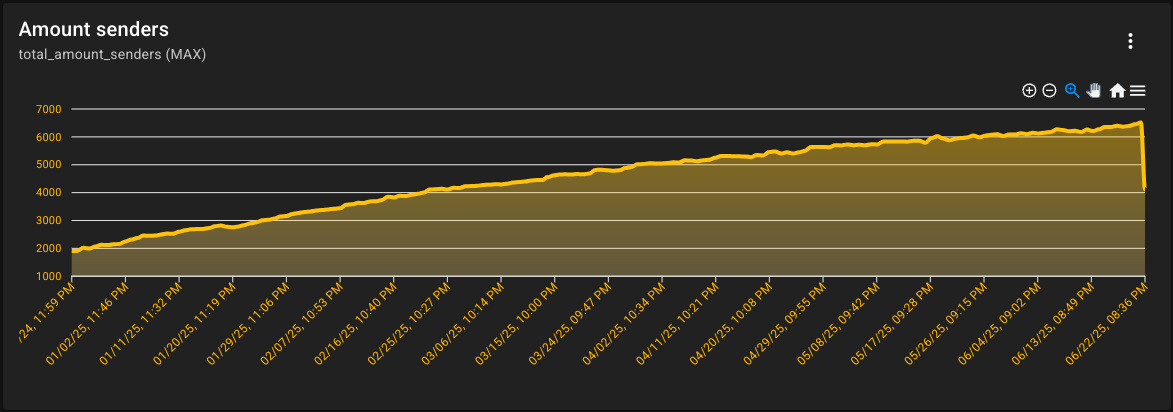 Amount senders
total_amount_senders (MAX)
7000
6000
5000
4000
3000
2000
1000
/24, 11:59 PM
01/02/25, 11:46 PM
01/11/25, 11:32 PM
01/20/25, 11:19 PM
01/29/25, 11:06 PM
02/07/25, 10:53 PM
02/16/25, 10:40 PM
02/25/25, 10:27 PM
03/06/25, 10:14 PM
03/15/25, 10:00 PM
03/24/25, 09:47 PM
04/02/25, 10:34 PM
04/11/25, 10:21 PM
04/20/25, 10:08 PM
04/29/25, 09:55 PM
05/08/25, 09:42 PM
05/17/25, 09:28 PM
05/26/25, 09:15 PM
06/04/25, 09:02 PM
06/13/25, 08:49 PM
06/22/25, 08:36 PM